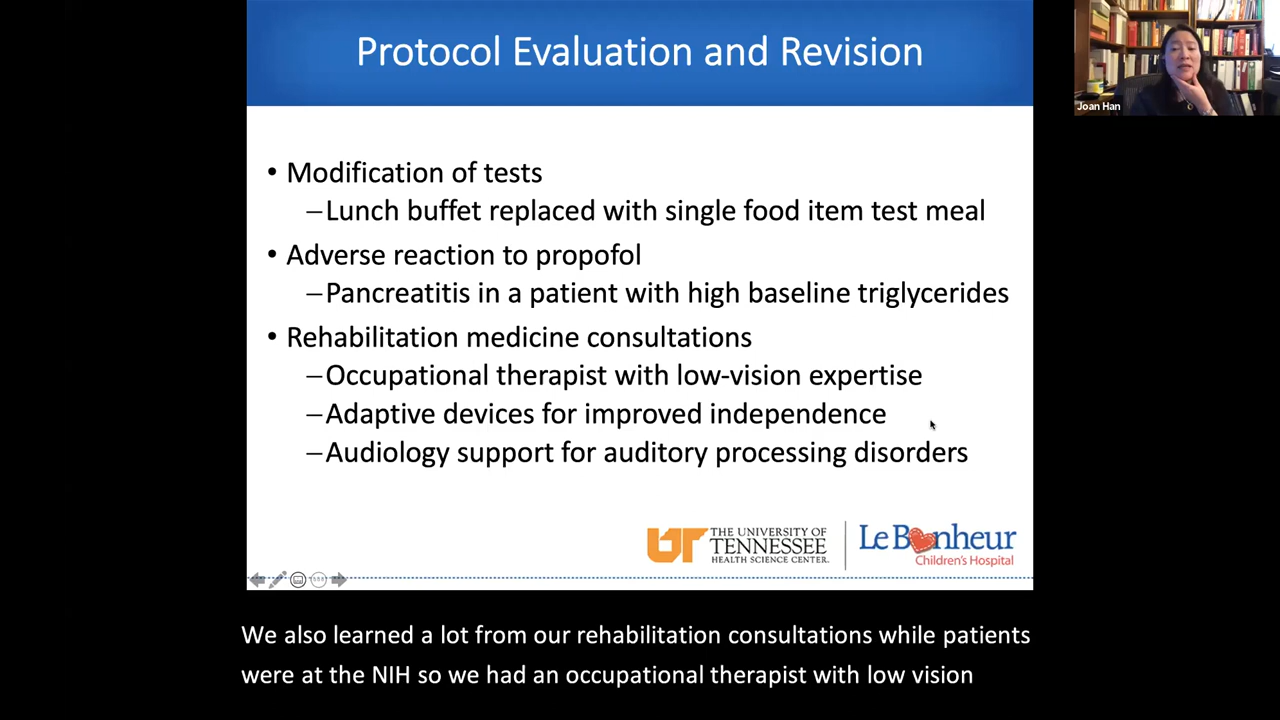 Protocol Evaluation and Revision
Joan Han
• Modification of tests
–Lunch buffet replaced with single food item test meal
• Adverse reaction to propofol
–Pancreatitis in a patient with high baseline triglycerides
• Rehabilitation medicine consultations
–Occupational therapist with low-vision expertise
–Adaptive devices for improved independence
–Audiology support for auditory processing disorders
UT
THE UNIVERSITY OF
TENNESSEE
HEALTH SCIENCE CENTER.
Le Bonheur
Children's Hospital
We also learned a lot from our rehabilitation consultations while patients
were at the NIH so we had an occupational therapist with low vision